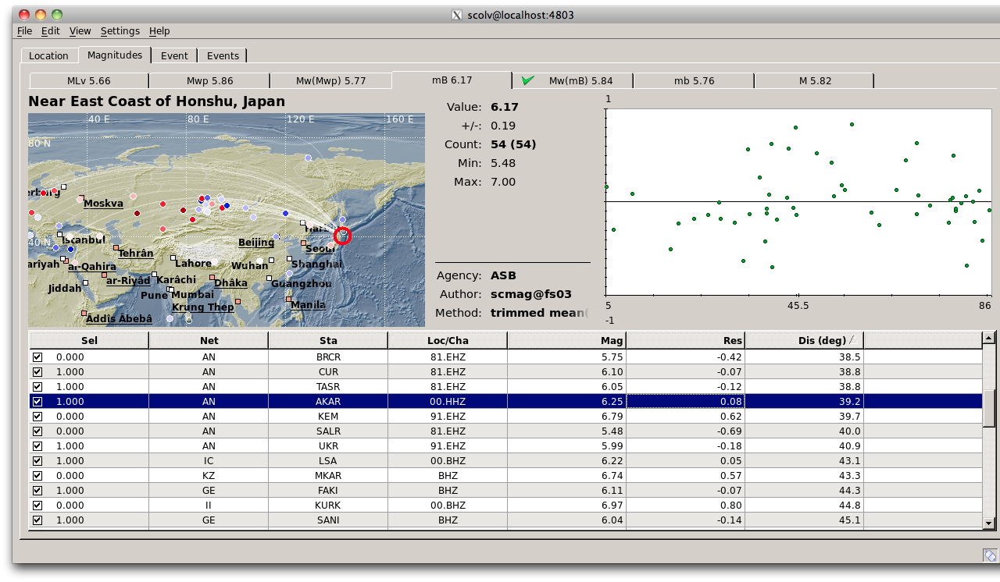 scolv@localhost:4803
File Edit View Settings Help
Location Magnitudes Event Events
MLv 5.66 Mwp 5.86 Mw(Mwp) 5.77 mB 6.17 Mw(mB) 5.84 mb 5.76 M 5.82
Near East Coast of Honshu, Japan
40 E 80 E 120 E 160 E
80 N
erburg
Moskva
40 N
Istanbul
Beijing
Seoul
Tehrân
Lahore
Wuhan
Shanghai
arîyah
ar-Qahira
ar-Riyâd
Karâchi
Dhâka
Guangzhou
Jiddah
Pune
Mumbai
Krung Thep
Manila
Âddîs Âbebâ
Value: 6.17
+/-: 0.19
Count: 54 (54)
Min: 5.48
Max: 7.00
Agency: ASB
Author: scmag@fs03
Method: trimmed mean(
1
5 45.5 86
-1
Sel Net Sta Loc/Cha Mag Res Dis (deg)
0.000 AN BRCR 81.EHZ 5.75 -0.42 38.5
1.000 AN CUR 81.EHZ 6.10 -0.07 38.8
1.000 AN TASR 81.EHZ 6.05 -0.12 38.8
1.000 AN AKAR 00.HHZ 6.25 0.08 39.2
0.000 AN KEM 91.EHZ 6.79 0.62 39.7
0.000 AN SALR 81.EHZ 5.48 -0.69 40.0
1.000 AN UKR 91.EHZ 5.99 -0.18 40.9
1.000 IC LSA 00.BHZ 6.22 0.05 43.1
0.000 KZ MKAR BHZ 6.74 0.57 43.3
1.000 GE FAKI BHZ 6.11 -0.07 44.3
0.000 II KURK 00.BHZ 6.97 0.80 44.8
1.000 GE SANI BHZ 6.04 -0.14 45.1